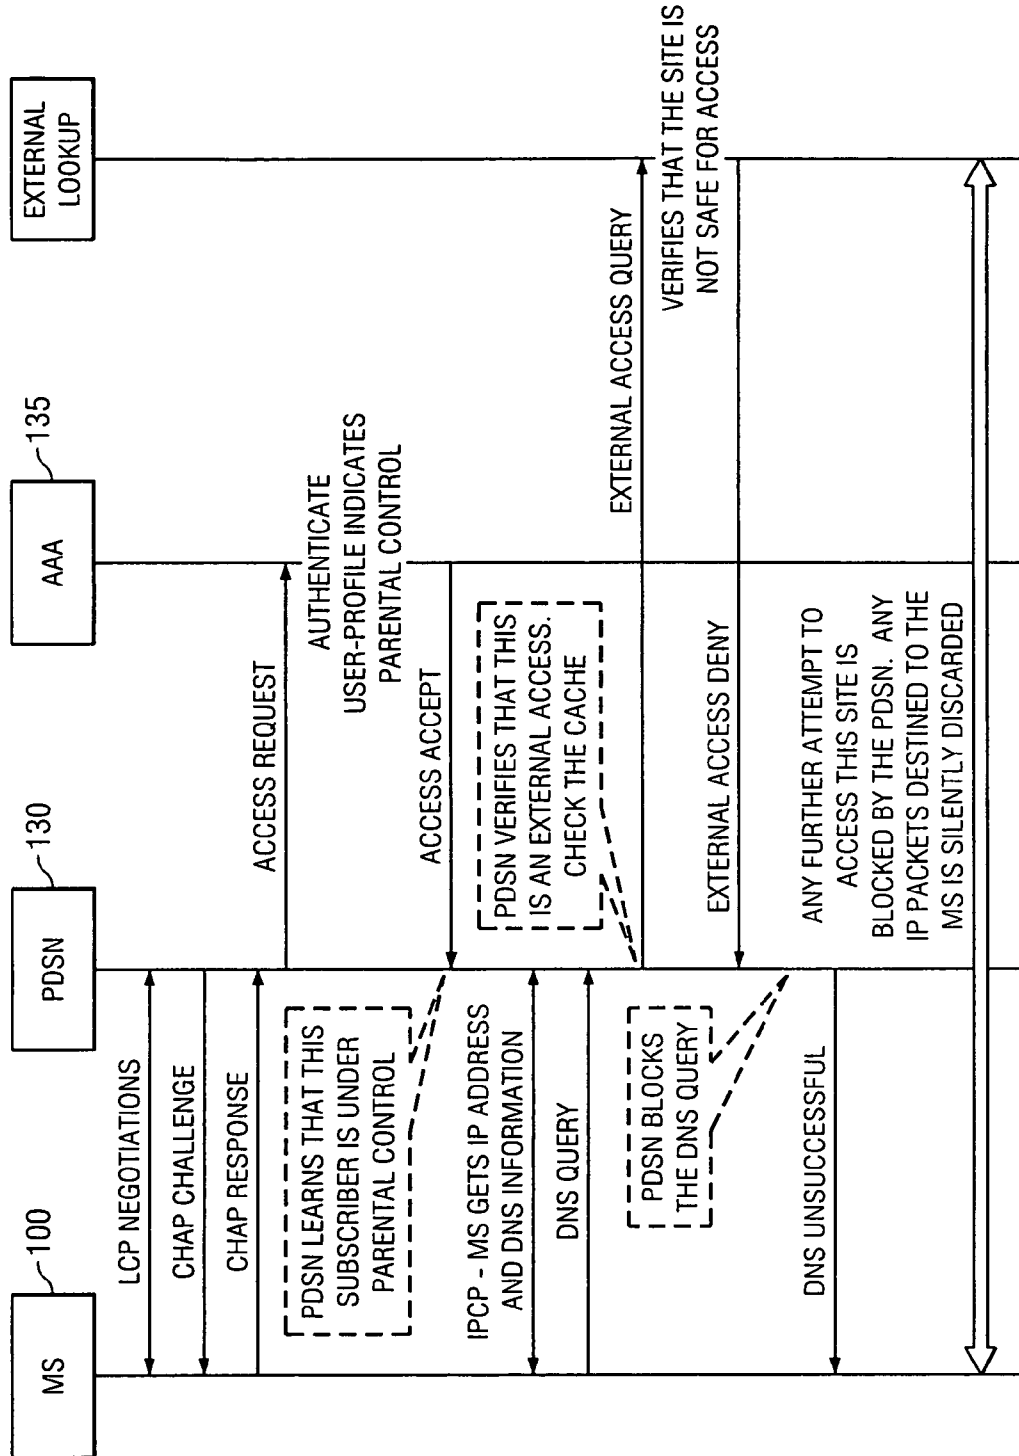 MS
100
PDSN
130
AAA
135
EXTERNAL
LOOKUP
LCP NEGOTIATIONS
CHAP CHALLENGE
CHAP RESPONSE
ACCESS REQUEST
AUTHENTICATE
USER-PROFILE INDICATES
PARENTAL CONTROL
ACCESS ACCEPT
PDSN LEARNS THAT THIS
SUBSCRIBER IS UNDER
PARENTAL CONTROL
IPCP - MS GETS IP ADDRESS
AND DNS INFORMATION
DNS QUERY
PDSN VERIFIES THAT THIS
IS AN EXTERNAL ACCESS.
CHECK THE CACHE
EXTERNAL ACCESS QUERY
VERIFIES THAT THE SITE IS
NOT SAFE FOR ACCESS
EXTERNAL ACCESS DENY
PDSN BLOCKS
THE DNS QUERY
DNS UNSUCCESSFUL
ANY FURTHER ATTEMPT TO
ACCESS THIS SITE IS
BLOCKED BY THE PDSN. ANY
IP PACKETS DESTINED TO THE
MS IS SILENTLY DISCARDED